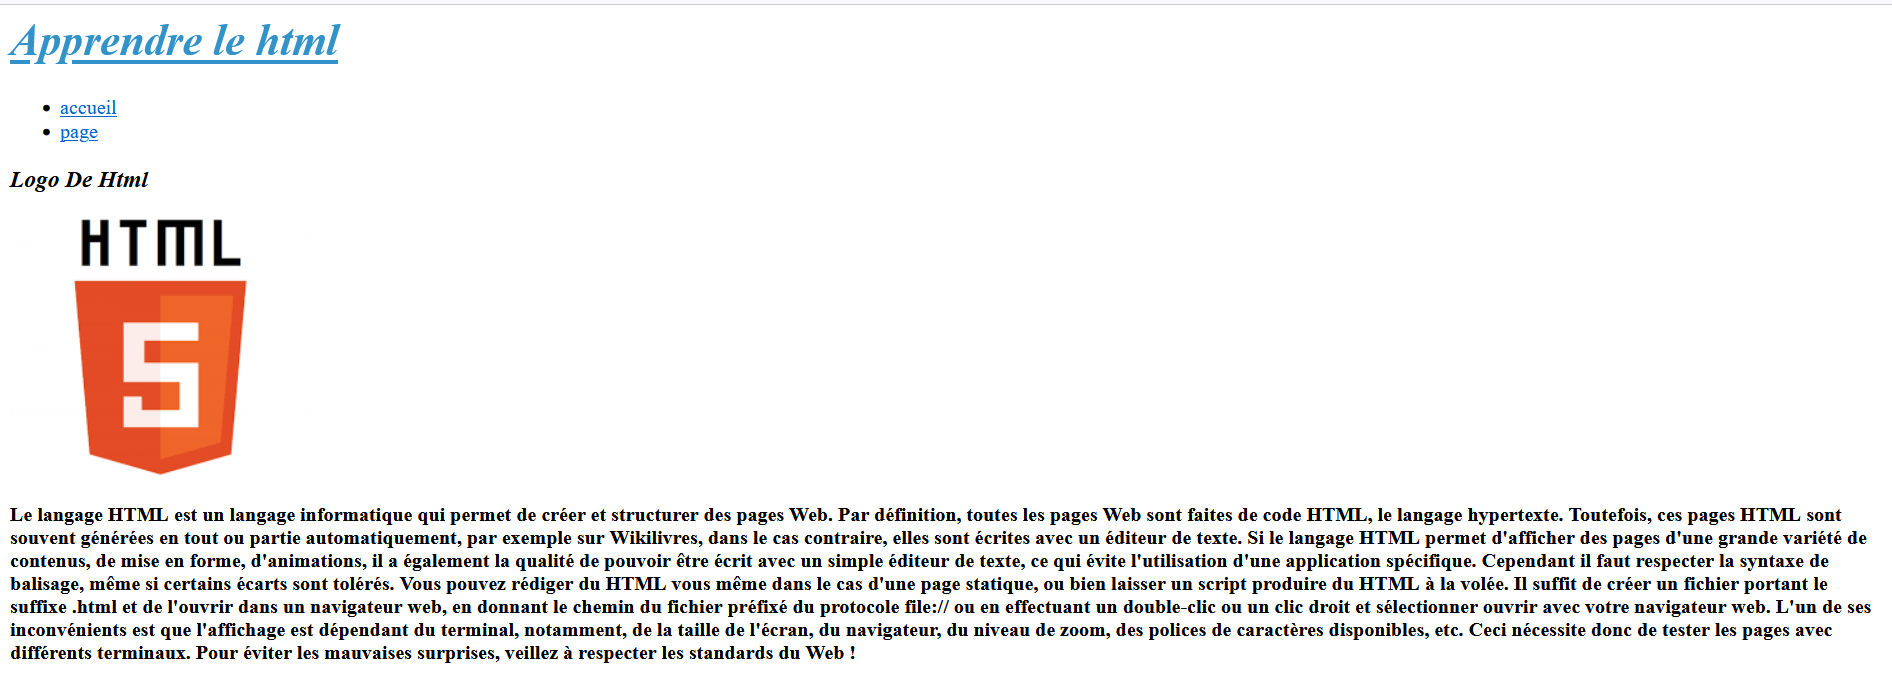 Apprendre le html
accueil
page
Logo De Html
HTML
5
Le langage HTML est un langage informatique qui permet de créer et structurer des pages Web. Par définition, toutes les pages Web sont faites de code HTML, le langage hypertexte. Toutefois, ces pages HTML sont
souvent générées en tout ou partie automatiquement, par exemple sur Wikilivres, dans le cas contraire, elles sont écrites avec un éditeur de texte. Si le langage HTML permet d'afficher des pages d'une grande variété de
contenus, de mise en forme, d'animations, il a également la qualité de pouvoir être écrit avec un simple éditeur de texte, ce qui évite l'utilisation d'une application spécifique. Cependant il faut respecter la syntaxe de
balisage, même si certains écarts sont tolérés. Vous pouvez rédiger du HTML vous même dans le cas d'une page statique, ou bien laisser un script produire du HTML à la volée. Il suffit de créer un fichier portant le
suffixe .html et de l'ouvrir dans un navigateur web, en donnant le chemin du fichier préfixé du protocole file:// ou en effectuant un double-clic ou un clic droit et sélectionner ouvrir avec votre navigateur web. L'un de ses
inconvénients est que l'affichage est dépendant du terminal, notamment, de la taille de l'écran, du navigateur, du niveau de zoom, des polices de caractères disponibles, etc. Ceci nécessite donc de tester les pages avec
différents terminaux. Pour éviter les mauvaises surprises, veillez à respecter les standards du Web !